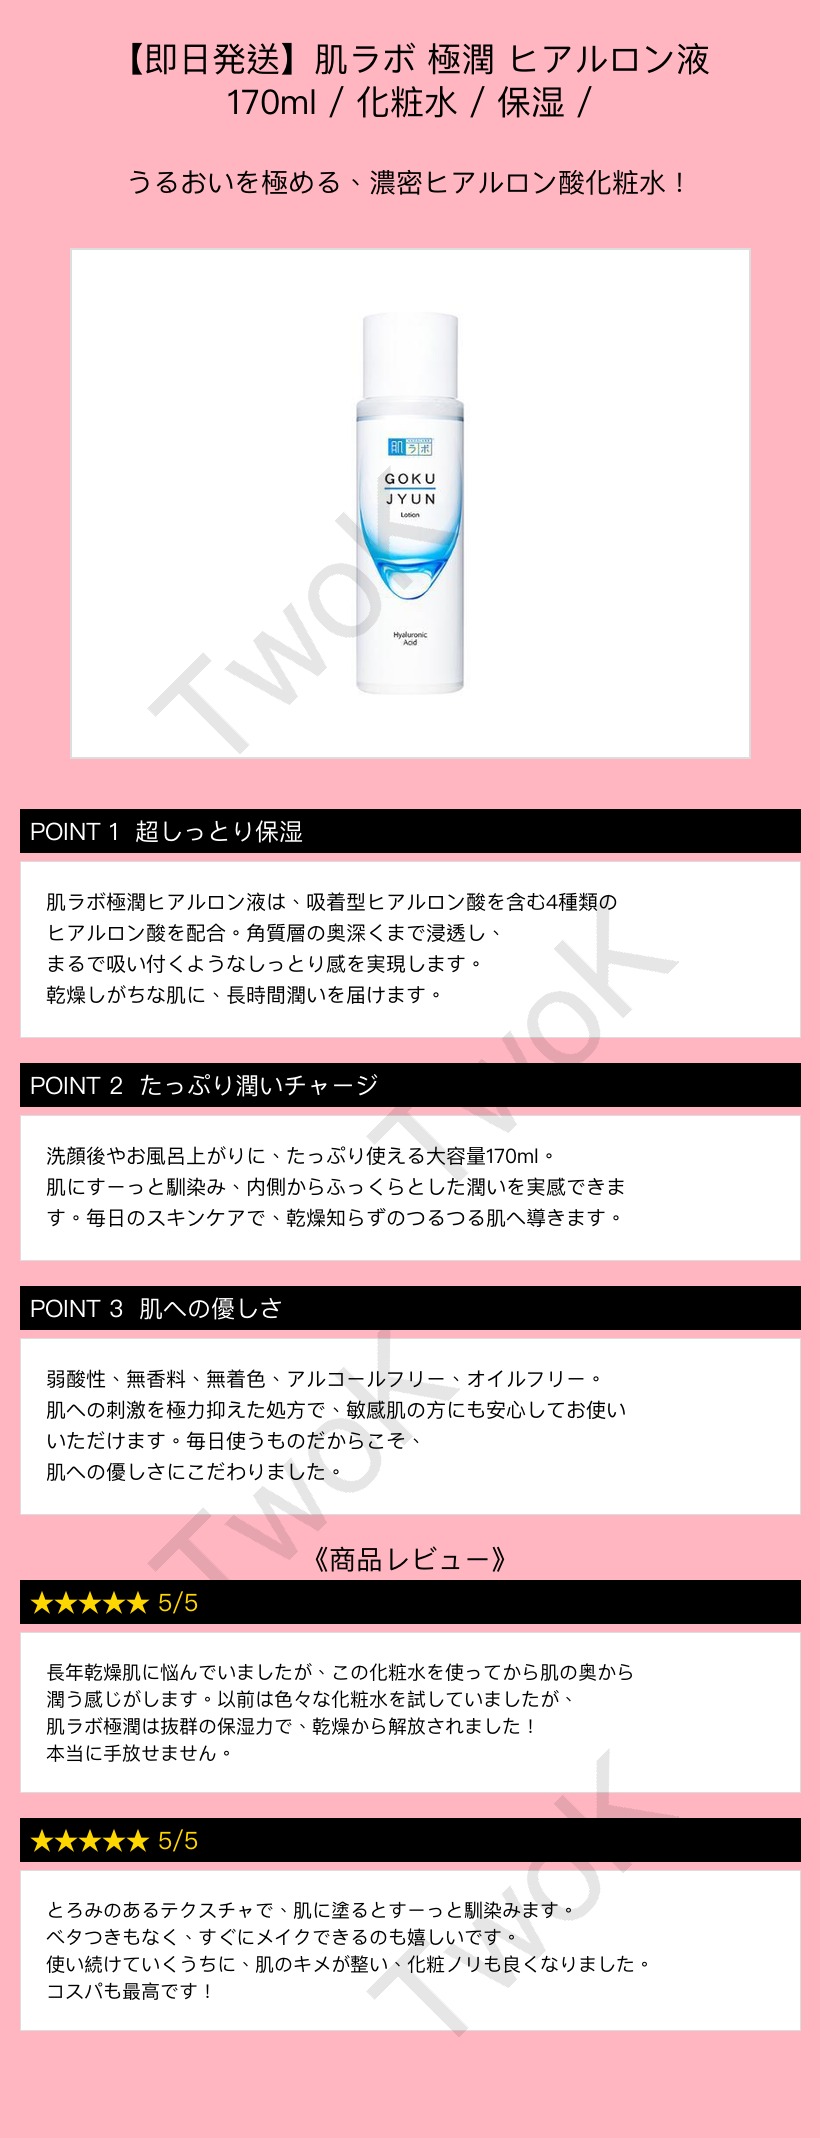 【即日発送】肌ラボ 極潤 ヒアルロン液
170ml / 化粧水 / 保湿 /
うるおいを極める、濃密ヒアルロン酸化粧水！
肌ラボ
GOKU
JYUN
Lotion
Hyaluronic
Acid
TwoK
POINT 1 超しっとり保湿
肌ラボ極潤ヒアルロン液は、吸着型ヒアルロン酸を含む4種類の
ヒアルロン酸を配合。角質層の奥深くまで浸透し、
まるで吸い付くようなしっとり感を実現します。
乾燥しがちな肌に、長時間潤いを届けます。
TwoK
POINT 2 たっぷり潤いチャージ
洗顔後やお風呂上がりに、たっぷり使える大容量170ml。
肌にすーっと馴染み、内側からふっくらとした潤いを実感できま
す。毎日のスキンケアで、乾燥知らずのつるつる肌へ導きます。
POINT 3 肌への優しさ
弱酸性、無香料、無着色、アルコールフリー、オイルフリー。
肌への刺激を極力抑えた処方で、敏感肌の方にも安心してお使い
いただけます。毎日使うものだからこそ、
肌への優しさにこだわりました。
TwoK
《商品レビュー》
★★★★★ 5/5
長年乾燥肌に悩んでいましたが、この化粧水を使ってから肌の奥から
潤う感じがします。以前は色々な化粧水を試していましたが、
肌ラボ極潤は抜群の保湿力で、乾燥から解放されました！
本当に手放せません。
★★★★★ 5/5
とろみのあるテクスチャで、肌に塗るとすーっと馴染みます。
ベタつきもなく、すぐにメイクできるのも嬉しいです。
使い続けていくうちに、肌のキメが整い、化粧ノリも良くなりました。
コスパも最高です！
TwoK